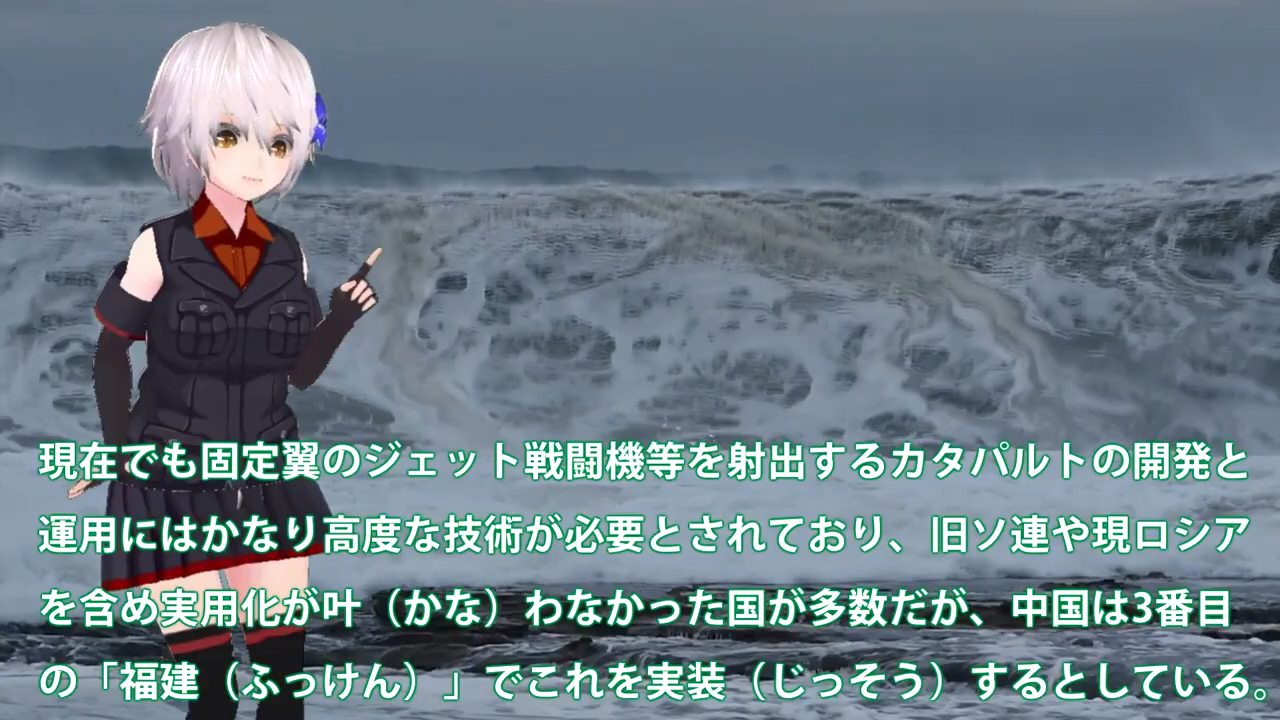 現在でも固定翼のジェット戦闘機等を射出するカタパルトの開発と
運用にはかなり高度な技術が必要とされており、旧ソ連や現ロシア
を含め実用化が叶（かな）わなかった国が多数だが、中国は3番目
の「福建（ふっけん）」でこれを実装（じっそう）するとしている。